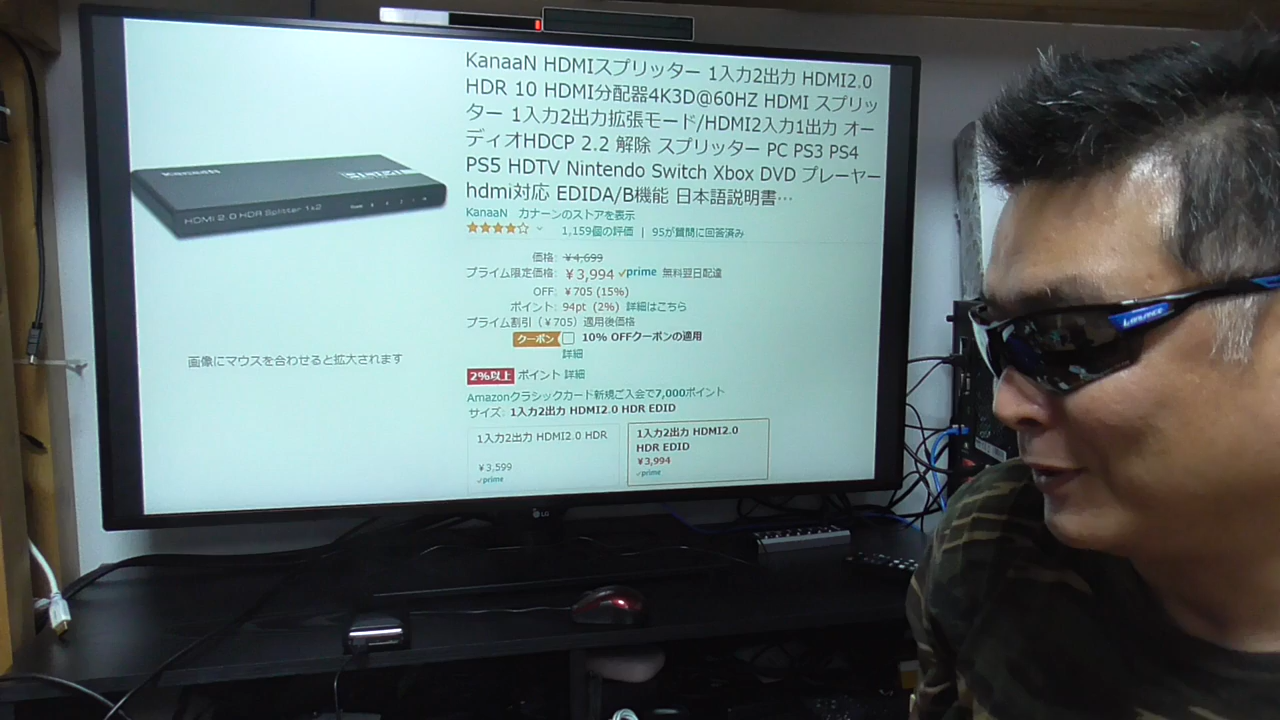 KanaaN HDMIスプリッター 1入力2出力 HDMI2.0
HDR 10 HDMI分配器4K3D@60HZ HDMI スプリッ
ター 1入力2出力拡張モード/HDMI2入力1出力 オー
ディオHDCP 2.2 解除 スプリッター PC PS3 PS4
PS5 HDTV Nintendo Switch Xbox DVD プレーヤー
hdmi対応 EDIDA/B機能 日本語説明書…
KanaaN カナーンのストアを表示
1,159個の評価 | 95が質問に回答済み
価格: ¥4,699
プライム限定価格: ¥3,994 prime 無料翌日配達
OFF: ¥705 (15%)
ポイント: 94pt (2%) 詳細はこちら
プライム割引 (¥705) 適用後価格
クーポン 10% OFFクーポンの適用
詳細
2%以上 ポイント 詳細
Amazonクラシックカード新規ご入会で7,000ポイント
サイズ: 1入力2出力 HDMI2.0 HDR EDID
1入力2出力 HDMI2.0 HDR
¥3,599
prime
1入力2出力 HDMI2.0
HDR EDID
¥3,994
prime
KanaaN
HDMI 2.0 HDR Splitter 1x2
画像にマウスを合わせると拡大されます
LG